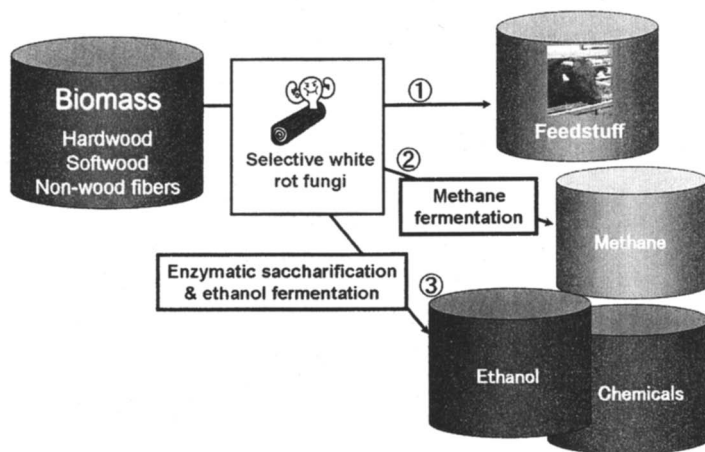 Biomass
Hardwood
Softwood
Non-wood fibers
Selective white
rot fungi
①
Feedstuff
②
Methane
fermentation
Methane
Enzymatic saccharification
& ethanol fermentation
③
Ethanol
Chemicals